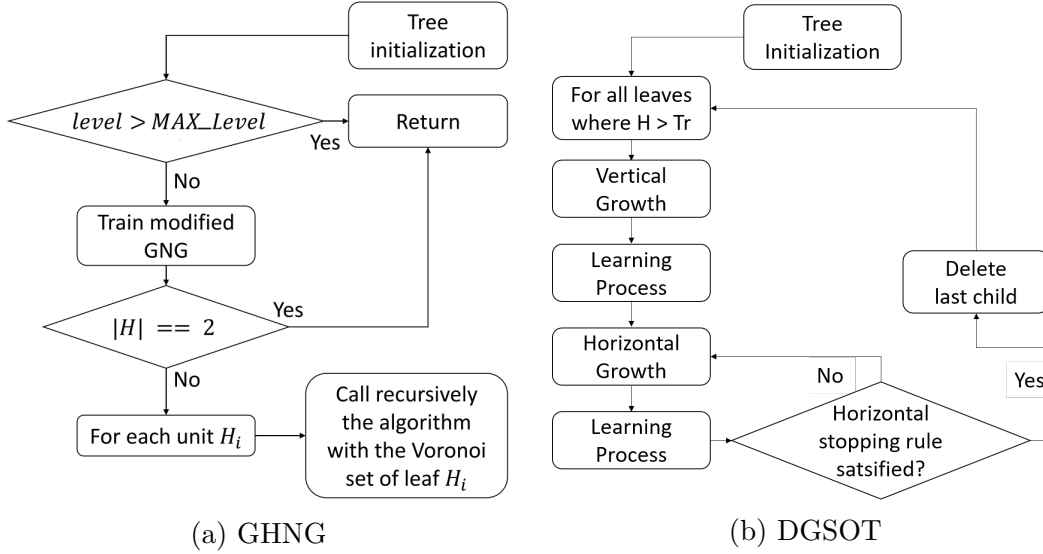 Tree
initialization
level > MAX_Level
Yes
Return
No
Train modified
GNG
|H| == 2
Yes
No
For each unit H_i
Call recursively
the algorithm
with the Voronoi
set of leaf H_i
(a) GHNG
Tree
Initialization
For all leaves
where H > Tr
Vertical
Growth
Learning
Process
Delete
last child
Horizontal
Growth
No
Yes
Learning
Process
Horizontal
stopping rule
satsified?
(b) DGSOT